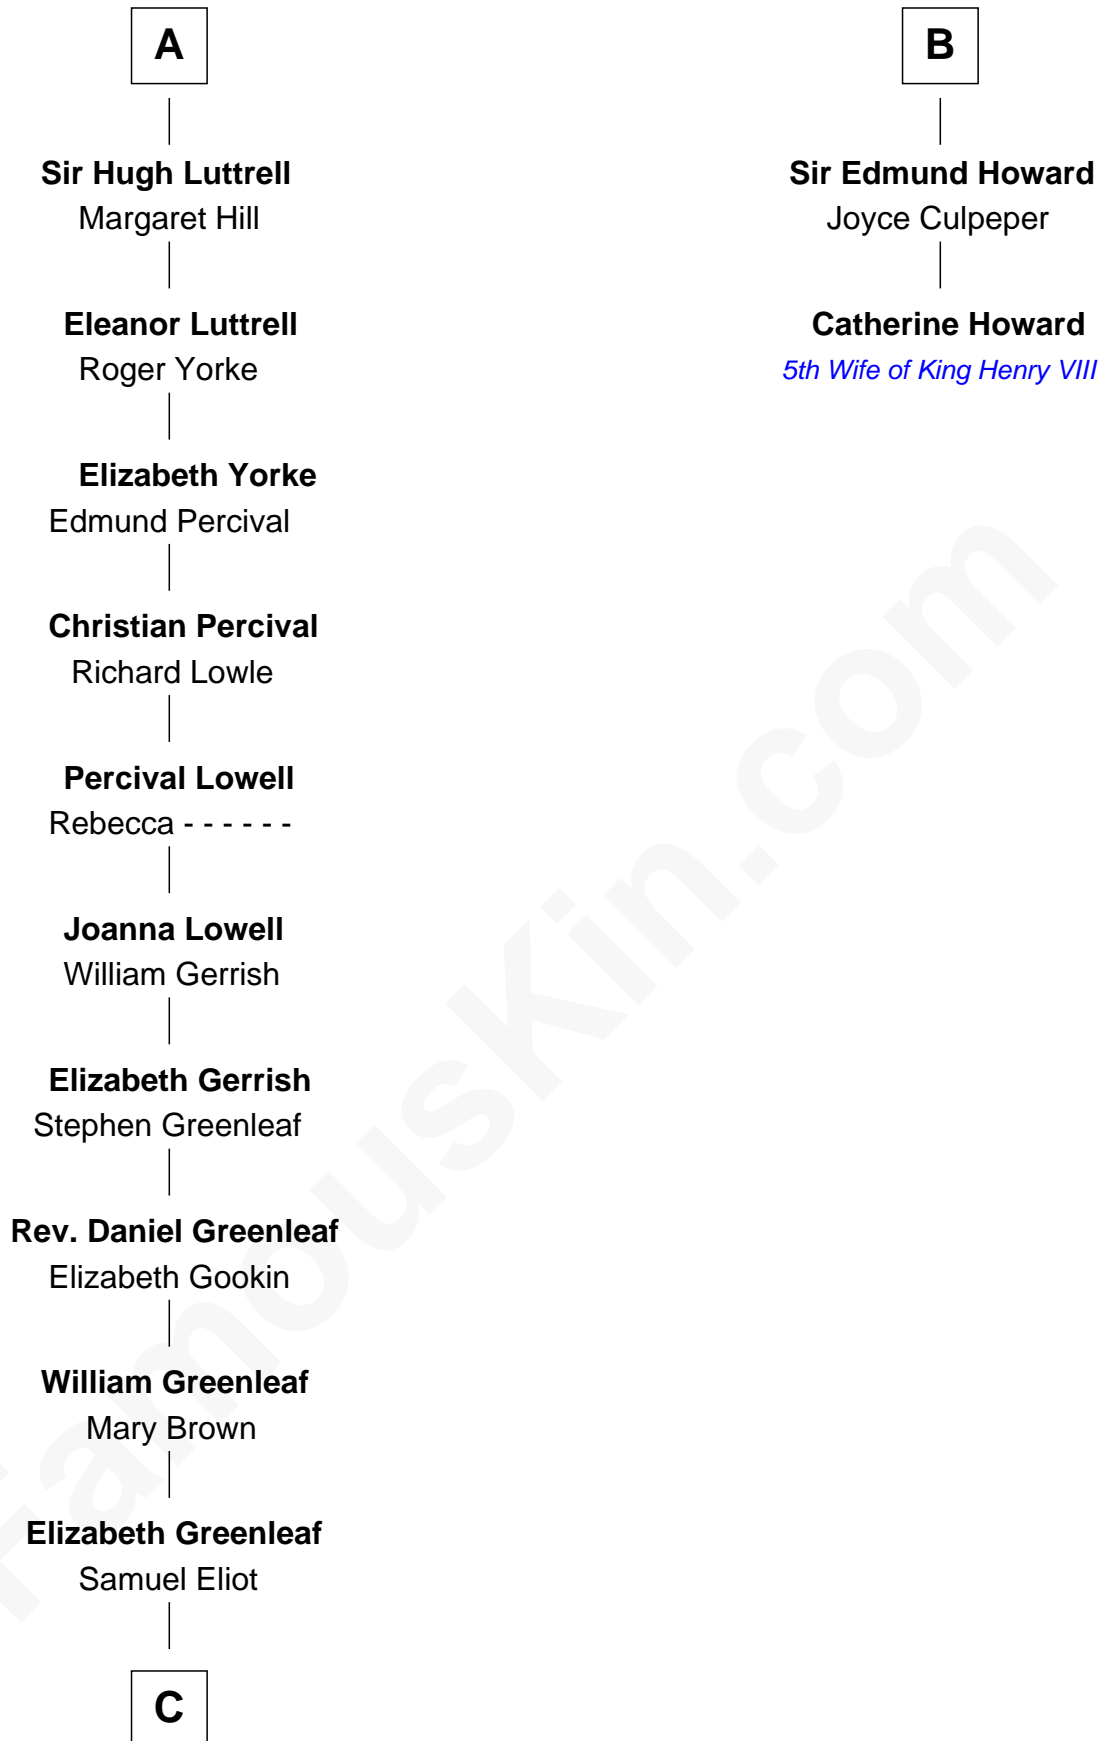 A
Sir Hugh Luttrell
Margaret Hill
Eleanor Luttrell
Roger Yorke
Elizabeth Yorke
Edmund Percival
Christian Percival
Richard Lowle
Percival Lowell
Rebecca - - - - - -
Joanna Lowell
William Gerrish
Elizabeth Gerrish
Stephen Greenleaf
Rev. Daniel Greenleaf
Elizabeth Gookin
William Greenleaf
Mary Brown
Elizabeth Greenleaf
Samuel Eliot
C
B
Sir Edmund Howard
Joyce Culpeper
Catherine Howard
5th Wife of King Henry VIII
FamousKin.com